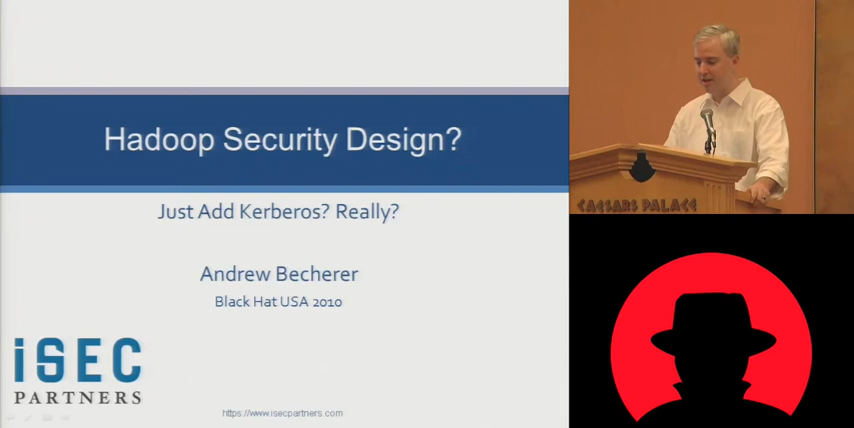 Hadoop Security Design?
Just Add Kerberos? Really?
Andrew Becherer
Black Hat USA 2010
iSEC
PARTNERS
https://www.isecpartners.com
CAESARS PALACE